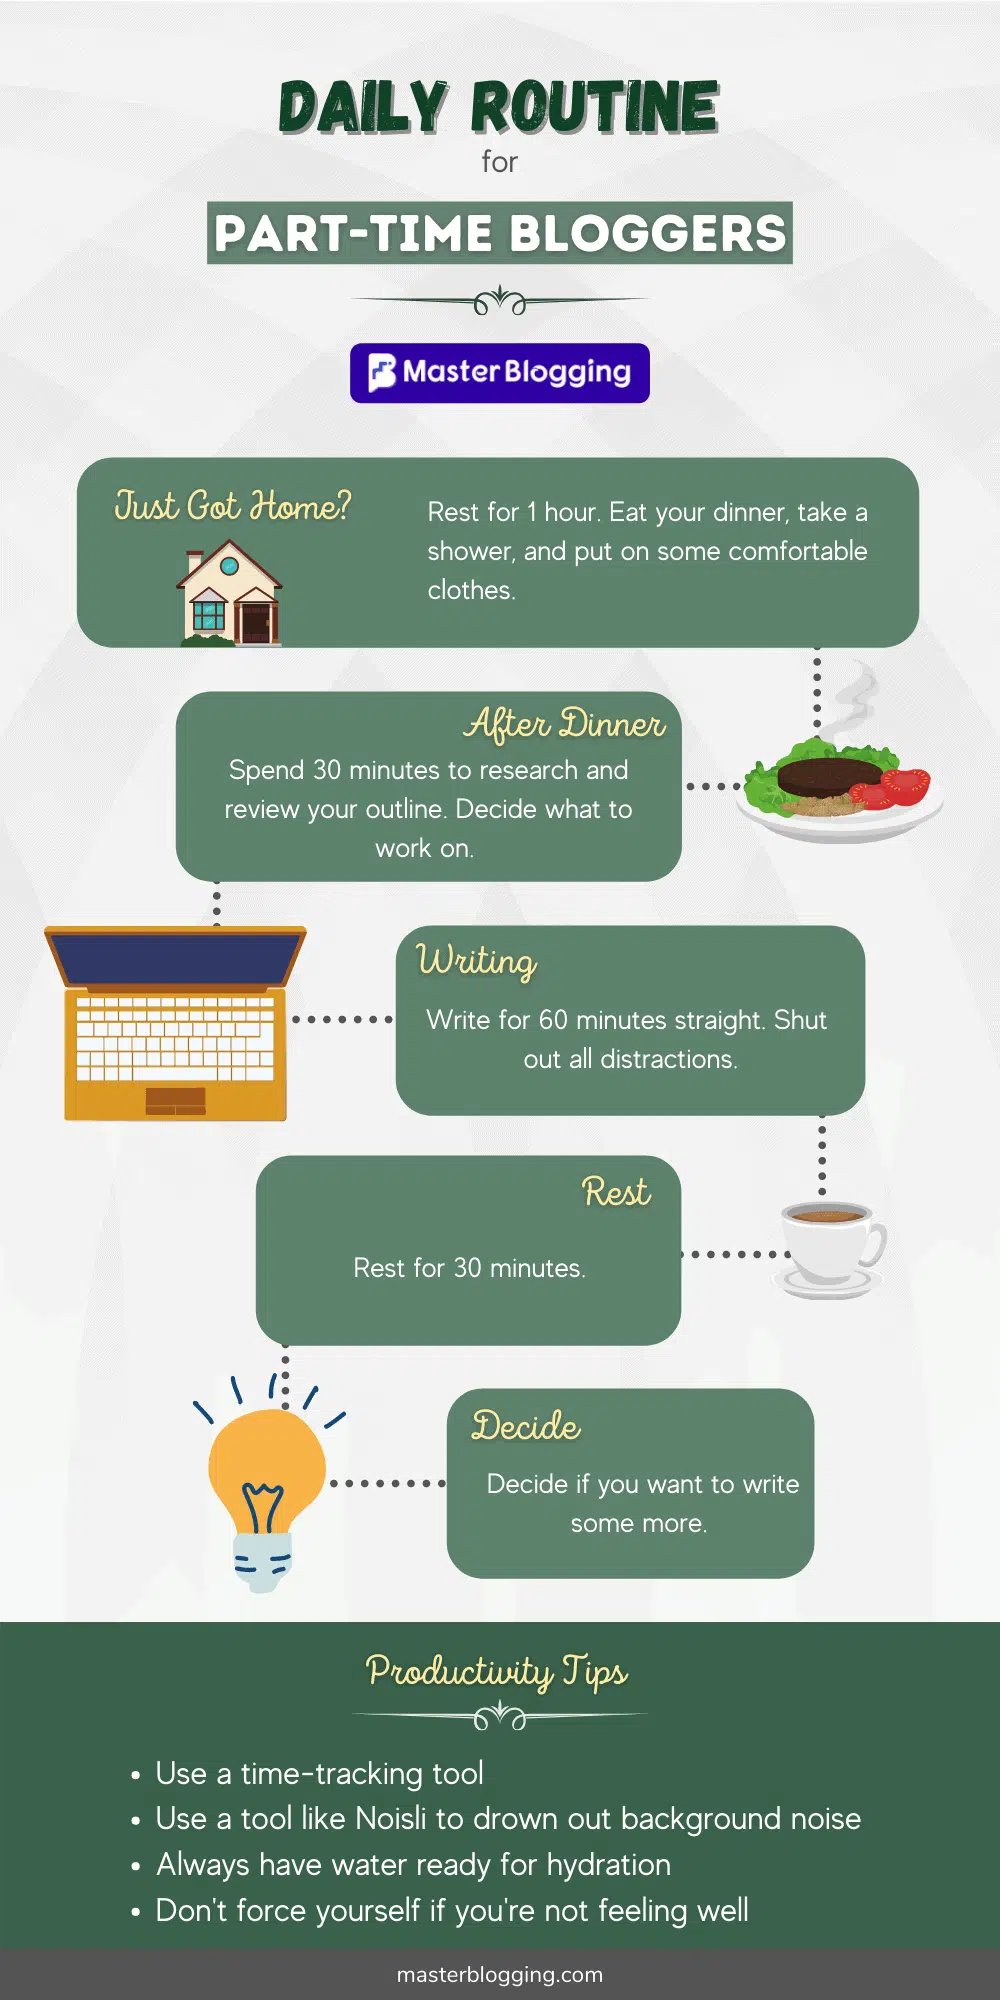 DAILY ROUTINE
for
PART-TIME BLOGGERS
Master Blogging
Just Got Home?
Rest for 1 hour. Eat your dinner, take a
shower, and put on some comfortable
clothes.
After Dinner
Spend 30 minutes to research and
review your outline. Decide what to
work on.
Writing
Write for 60 minutes straight. Shut
out all distractions.
Rest
Rest for 30 minutes.
Decide
Decide if you want to write
some more.
Productivity Tips
• Use a time-tracking tool
• Use a tool like Noisli to drown out background noise
• Always have water ready for hydration
• Don't force yourself if you're not feeling well
masterblogging.com